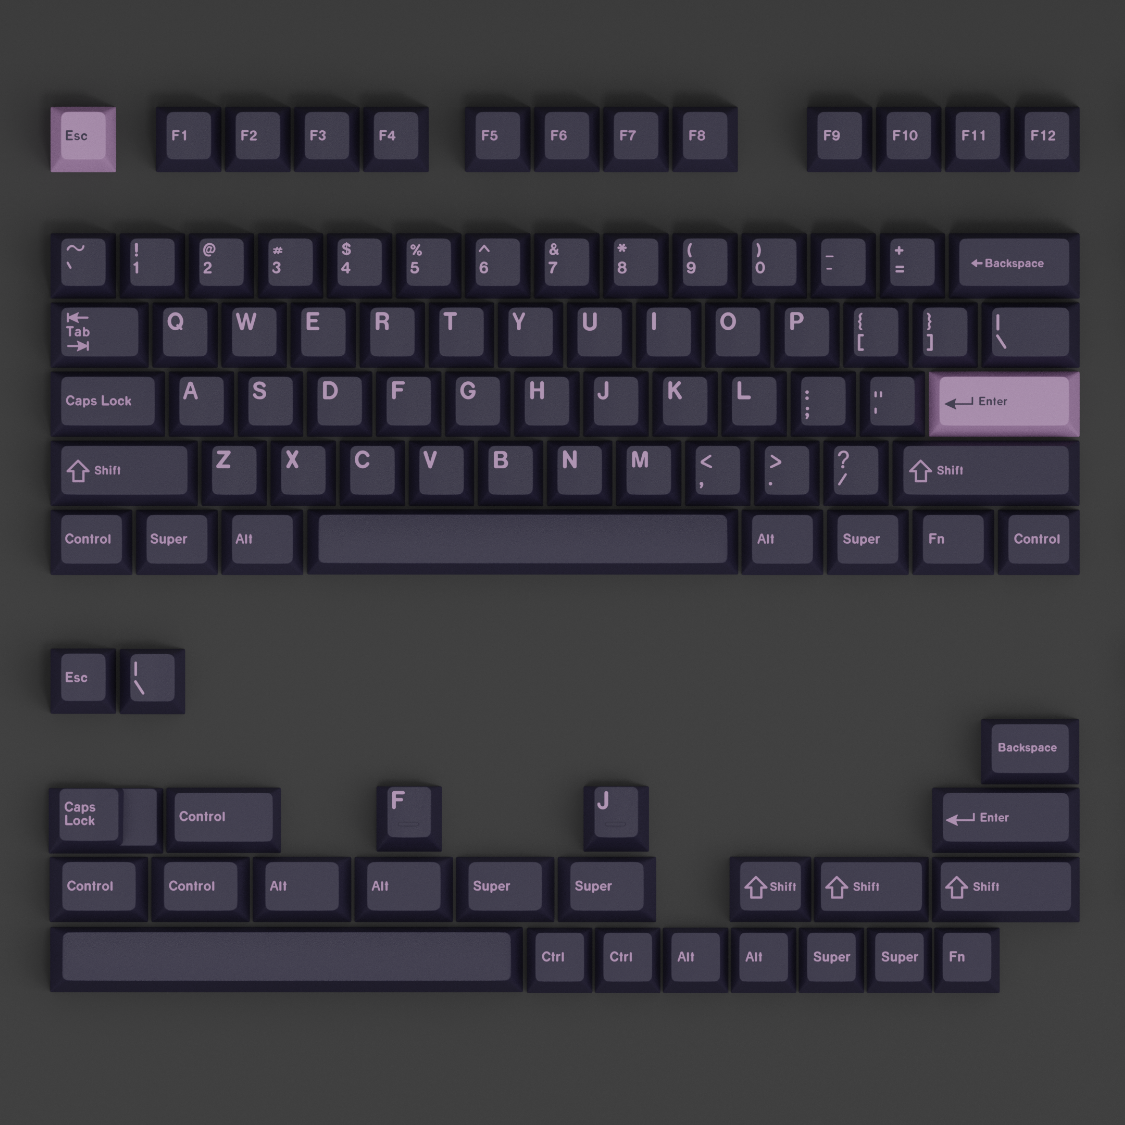 Esc F1 F2 F3 F4 F5 F6 F7 F8 F9 F10 F11 F12
~ ! @ # $ % ^ & * ( ) _ +
` 1 2 3 4 5 6 7 8 9 0 - = ←Backspace
Tab Q W E R T Y U I O P { } |
[ ] \
Caps Lock A S D F G H J K L : " Enter
; '
Shift Z X C V B N M < > ? Shift
, . /
Control Super Alt Alt Super Fn Control
Esc |
\
Backspace
Caps
Lock Control F J Enter
Control Control Alt Alt Super Super Shift Shift Shift
Ctrl Ctrl Alt Alt Super Super Fn